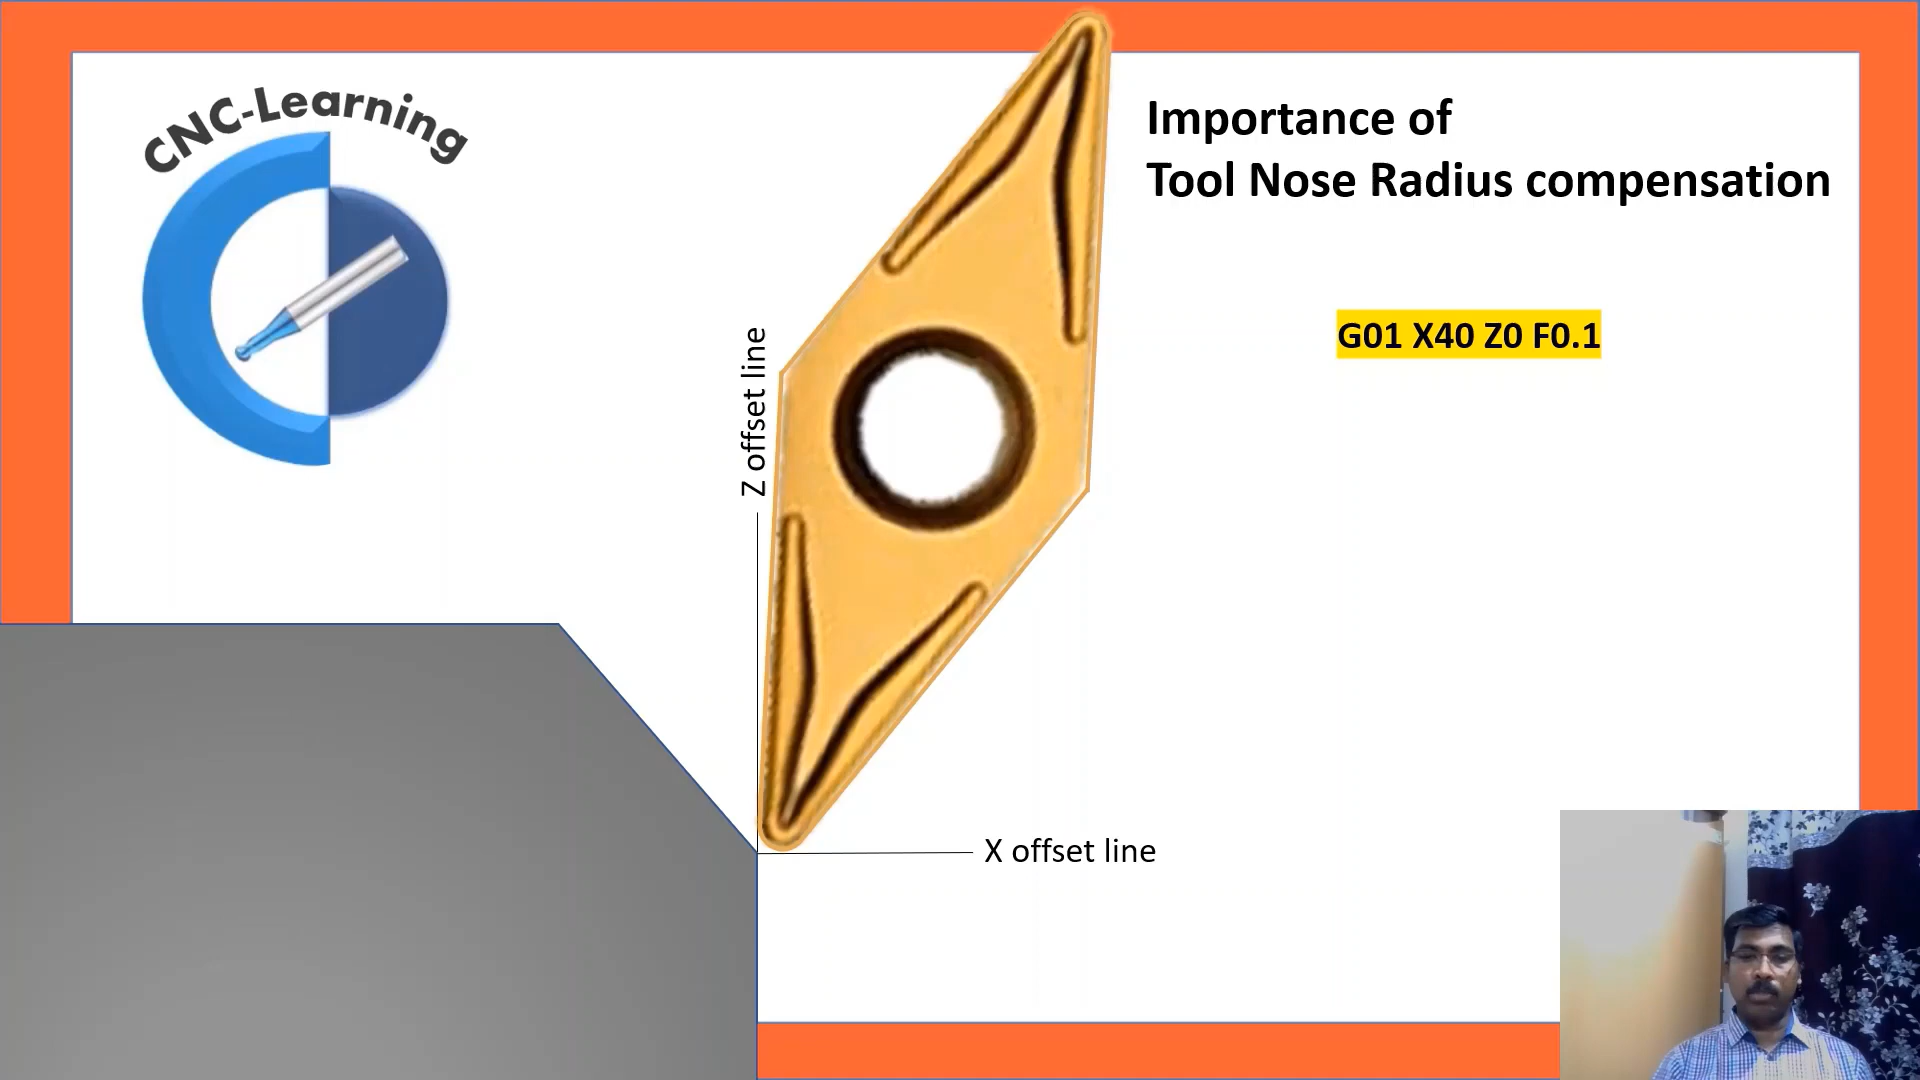 CNC-Learning
Importance of
Tool Nose Radius compensation
G01 X40 Z0 F0.1
Z offset line
X offset line